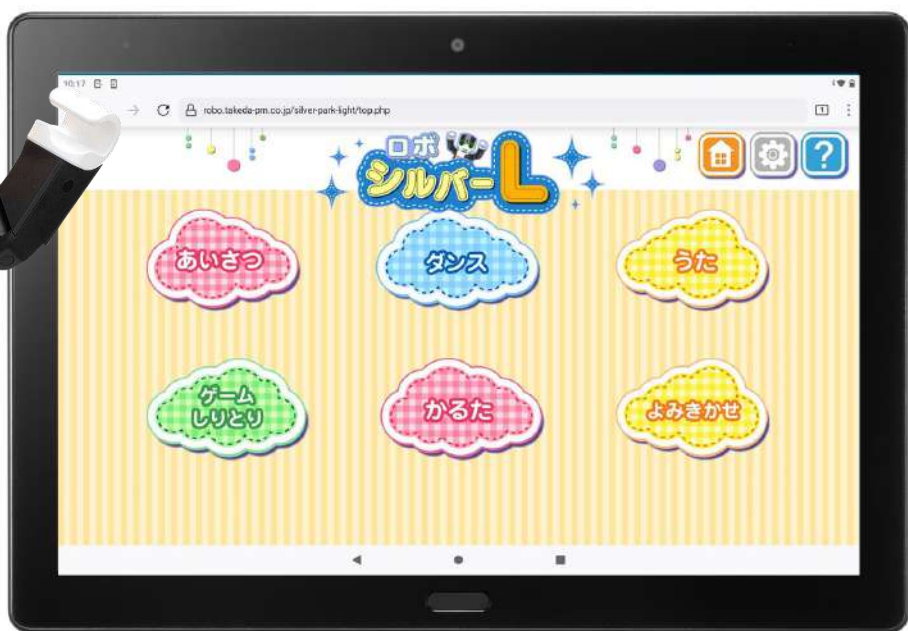 10:17
robo.takeda-pm.co.jp/silver-park-light/top.php
1
ロボ
シルバーL
?
あいさつ
ダンス
うた
ゲーム
しりとり
かるた
よみきかせ